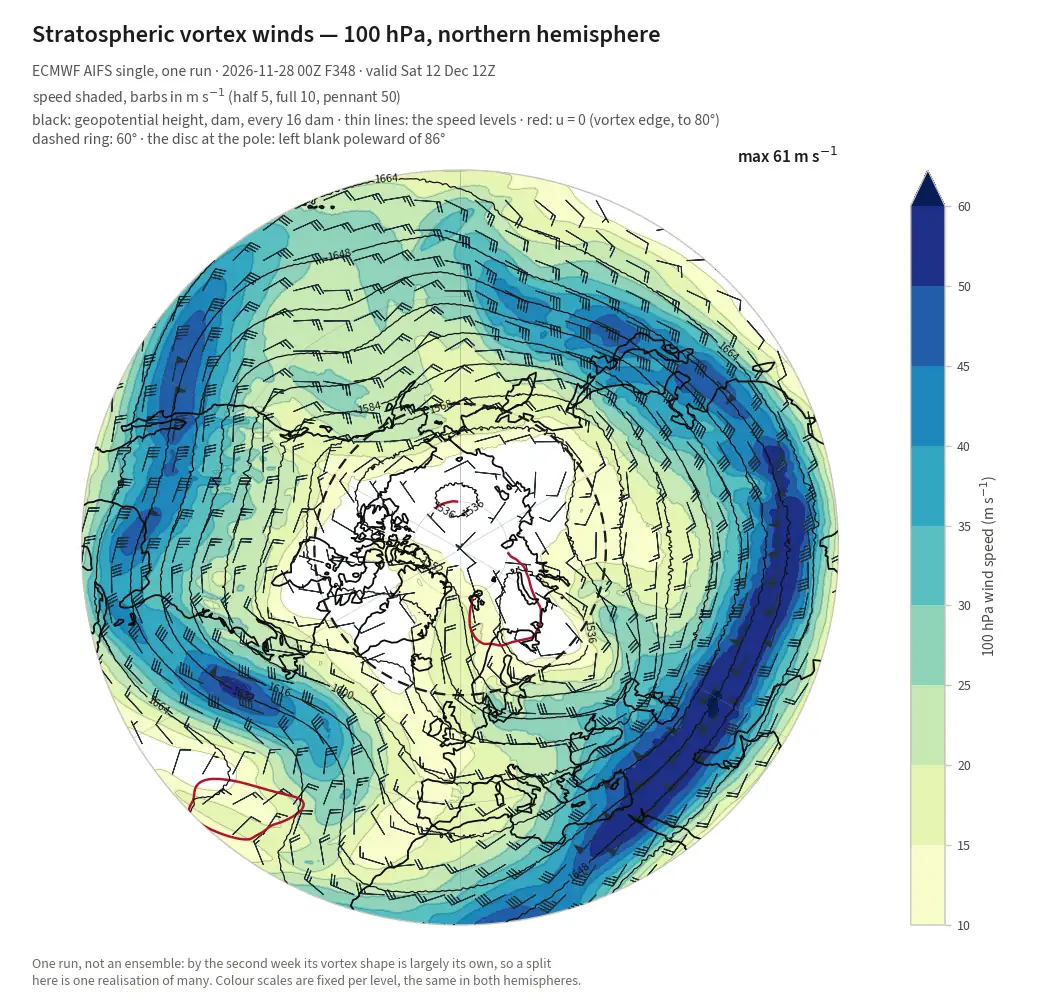 Stratospheric vortex winds — 100 hPa, northern hemisphere
ECMWF AIFS single, one run · 2026-11-28 00Z F348 · valid Sat 12 Dec 12Z
speed shaded, barbs in m s⁻¹ (half 5, full 10, pennant 50)
black: geopotential height, dam, every 16 dam · thin lines: the speed levels · red: u = 0 (vortex edge, to 80°)
dashed ring: 60° · the disc at the pole: left blank poleward of 86°
max 61 m s⁻¹
1664
1648
1664
1584
1568
1536
1536
1536
1600
1616
1632
1664
1648
60
50
45
40
35
30
25
20
15
10
100 hPa wind speed (m s⁻¹)
One run, not an ensemble: by the second week its vortex shape is largely its own, so a split
here is one realisation of many. Colour scales are fixed per level, the same in both hemispheres.